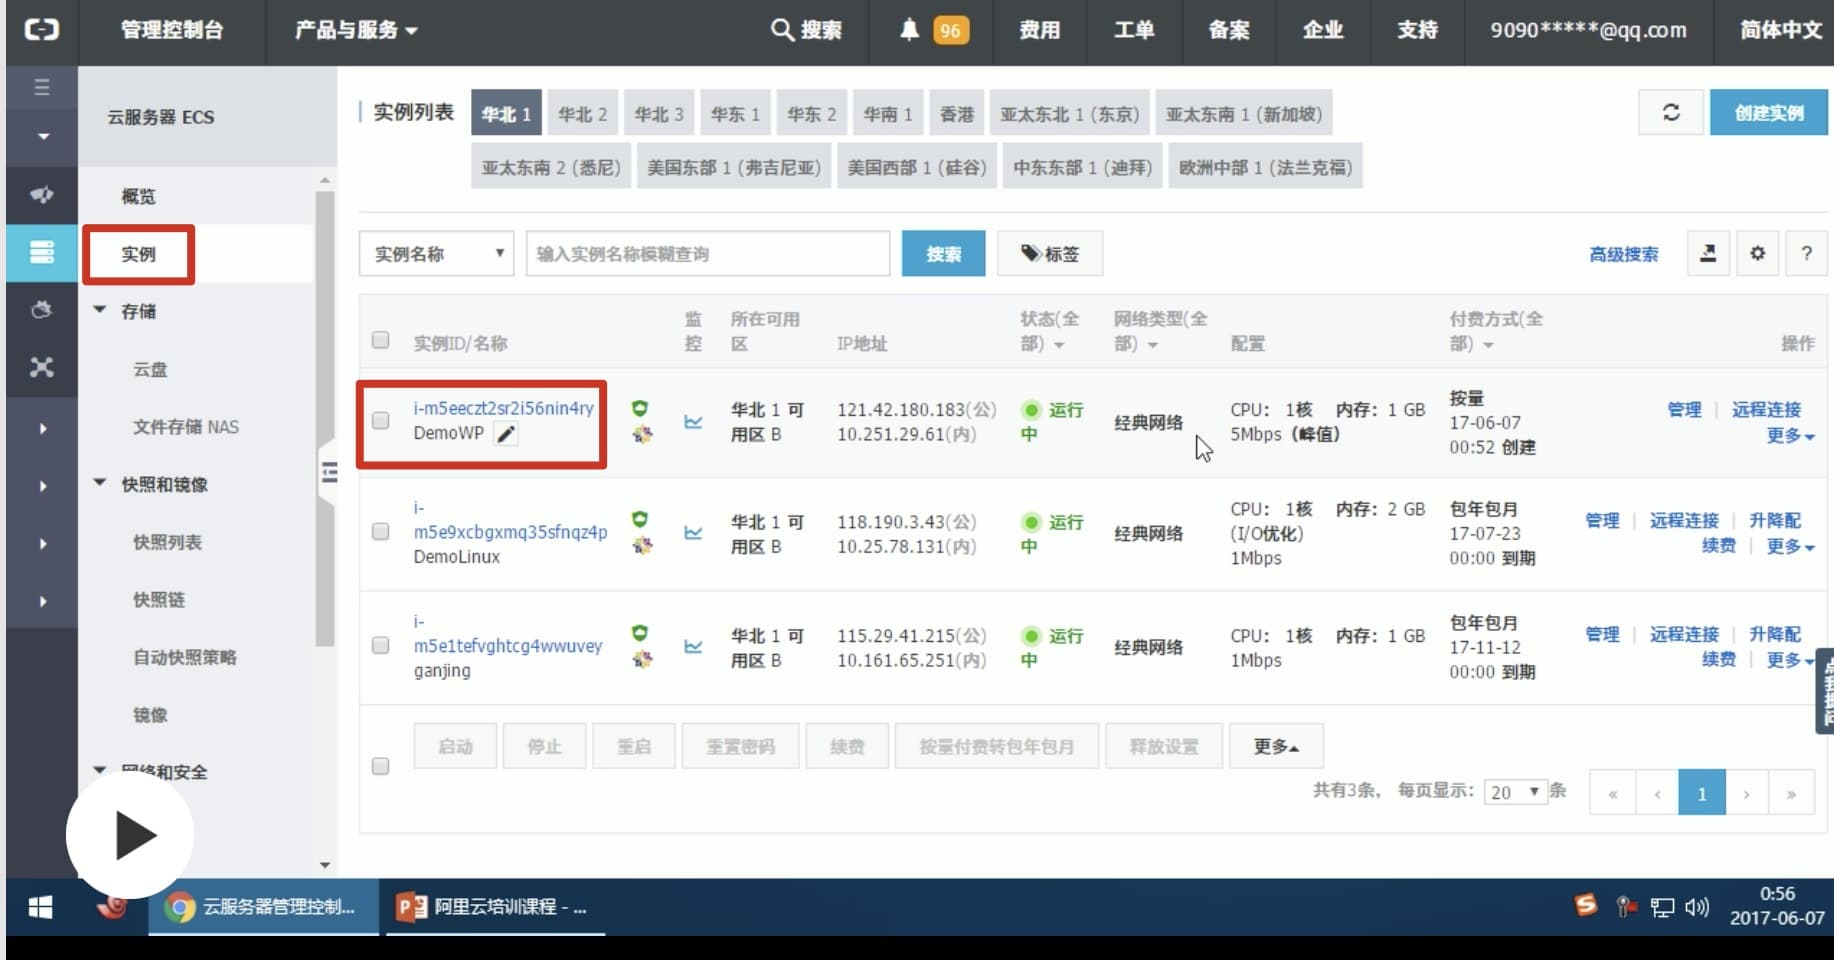 管理控制台 产品与服务 搜索 96 费用 工单 备案 企业 支持 9090*****@qq.com 简体中文
云服务器 ECS
概览
实例
存储
云盘
文件存储 NAS
快照和镜像
快照列表
快照链
自动快照策略
镜像
网络和安全
实例列表 华北 1 华北 2 华北 3 华东 1 华东 2 华南 1 香港 亚太东北 1 (东京) 亚太东南 1 (新加坡) 创建实例
亚太东南 2 (悉尼) 美国东部 1 (弗吉尼亚) 美国西部 1 (硅谷) 中东东部 1 (迪拜) 欧洲中部 1 (法兰克福)
实例名称 输入实例名称模糊查询 搜索 标签 高级搜索 ?
实例ID/名称 监控 所在可用区 IP地址 状态(全部) 网络类型(全部) 配置 付费方式(全部) 操作
i-m5eeczt2sr2i56nin4ry 华北 1 可 121.42.180.183(公) 运行 经典网络 CPU: 1核 内存: 1 GB 按量 管理 远程连接
DemoWP 用区 B 10.251.29.61(内) 中 5Mbps (峰值) 17-06-07 更多
00:52 创建
i-
m5e9xcbgxmq35sfnqz4p 华北 1 可 118.190.3.43(公) 运行 经典网络 CPU: 1核 内存: 2 GB 包年包月 管理 远程连接 升降配
DemoLinux 用区 B 10.25.78.131(内) 中 (I/O优化) 17-07-23 续费 更多
1Mbps 00:00 到期
i-
m5e1tefvghtcg4wwuvey 华北 1 可 115.29.41.215(公) 运行 经典网络 CPU: 1核 内存: 1 GB 包年包月 管理 远程连接 升降配
ganjing 用区 B 10.161.65.251(内) 中 1Mbps 17-11-12 续费 更多
00:00 到期
启动 停止 重启 重置密码 续费 按量付费转包年包月 释放设置 更多
共有3条, 每页显示: 20 条 « ‹ 1 › »
点我提问
云服务器管理控制... 阿里云培训课程 - ... 0:56
2017-06-07